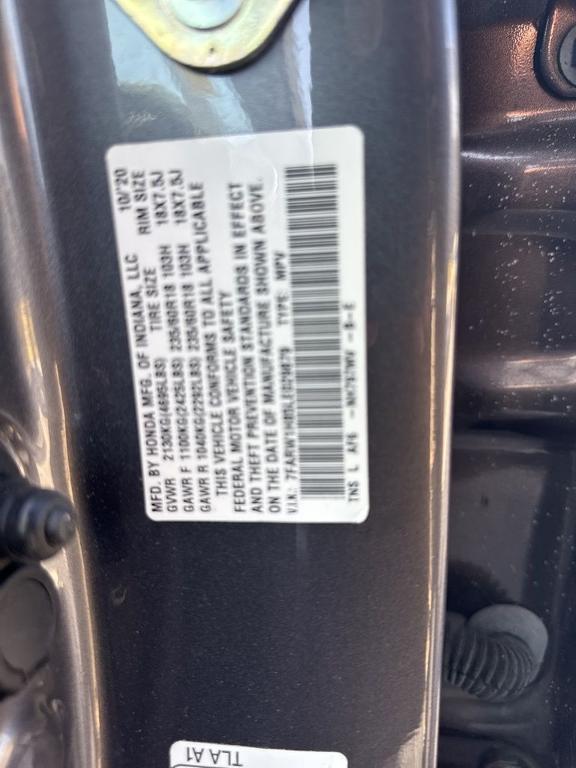 MFD. BY HONDA MFG. OF INDIANA, LLC 10/'20
GVWR 2130KG(4695LBS) TIRE SIZE RIM SIZE
GAWR F 1100KG(2425LBS) 235/60R18 103H 18X7.5J
GAWR R 1040KG(2292LBS) 235/60R18 103H 18X7.5J
THIS VEHICLE CONFORMS TO ALL APPLICABLE
FEDERAL MOTOR VEHICLE SAFETY
AND THEFT PREVENTION STANDARDS IN EFFECT
ON THE DATE OF MANUFACTURE SHOWN ABOVE.
V.I.N.: TYPE: MPV
TNS L AF6 -B-E
TLA A1